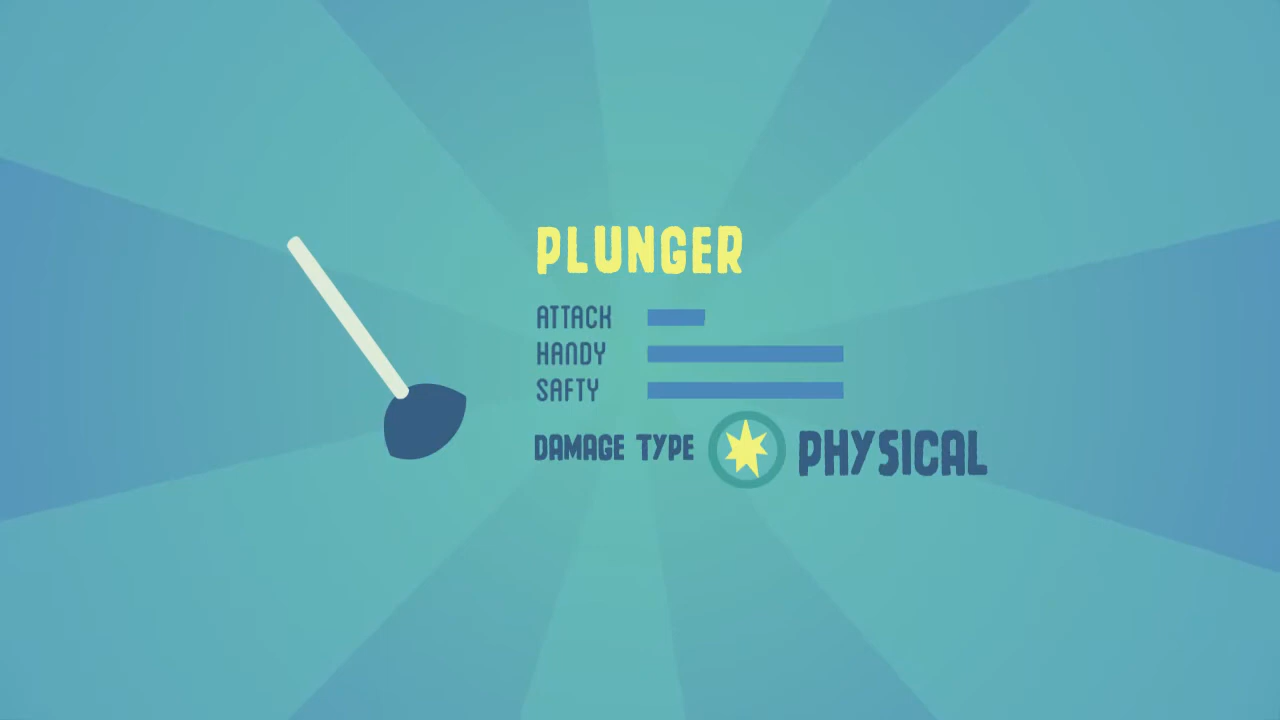 PLUNGER
ATTACK
HANDY
SAFTY
DAMAGE TYPE PHYSICAL